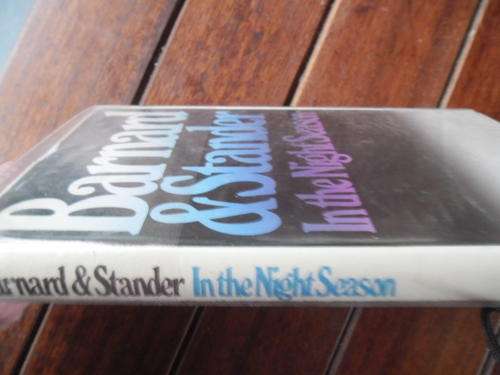 Barnard
& Stander
In the Night Season
arnard & Stander In the Night Season